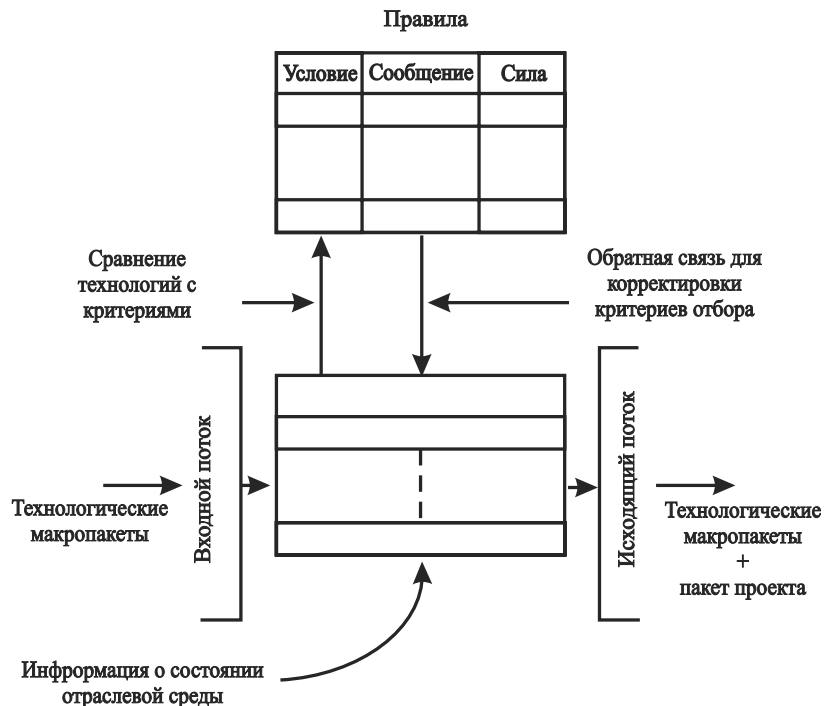 Правила
Условие Сообщение Сила
Сравнение
технологий с
критериями
Обратная связь для
корректировки
критериев отбора
Входной поток
Исходящий поток
Технологические
макропакеты
Технологические
макропакеты
+
пакет проекта
Инфрормация о состоянии
отраслевой среды